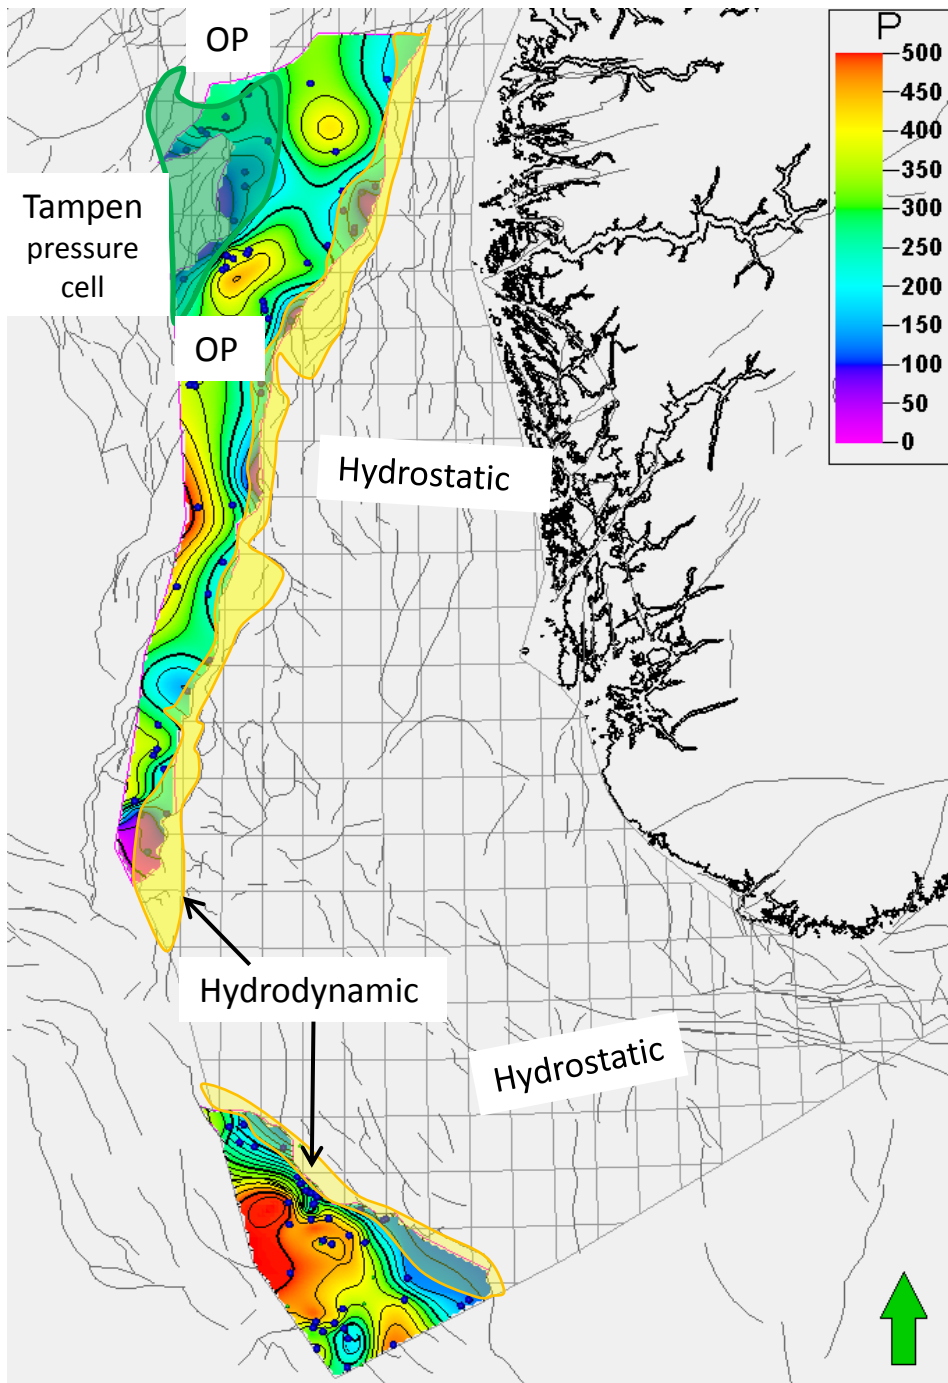 OP
P
500
450
400
350
300
250
200
150
100
50
0
Tampen
pressure
cell
OP
Hydrostatic
Hydrodynamic
Hydrostatic